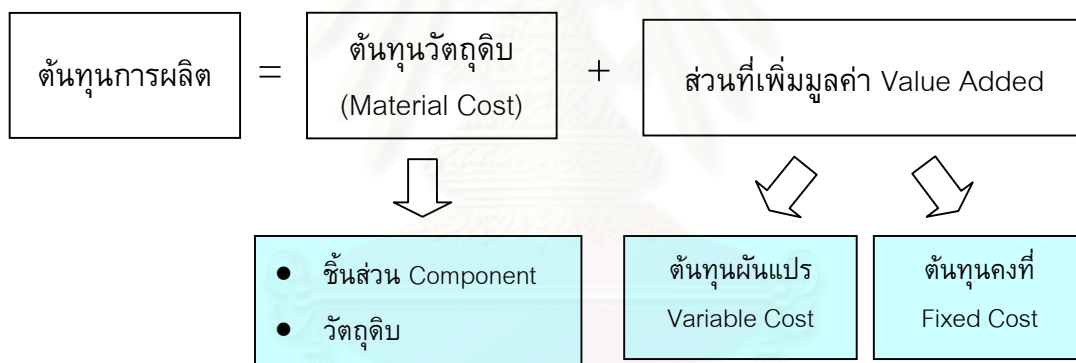 ต้นทุนการผลิต
=
ต้นทุนวัตถุดิบ
(Material Cost)
+
ส่วนที่เพิ่มมูลค่า Value Added
● ชิ้นส่วน Component
● วัตถุดิบ
ต้นทุนผันแปร
Variable Cost
ต้นทุนคงที่
Fixed Cost